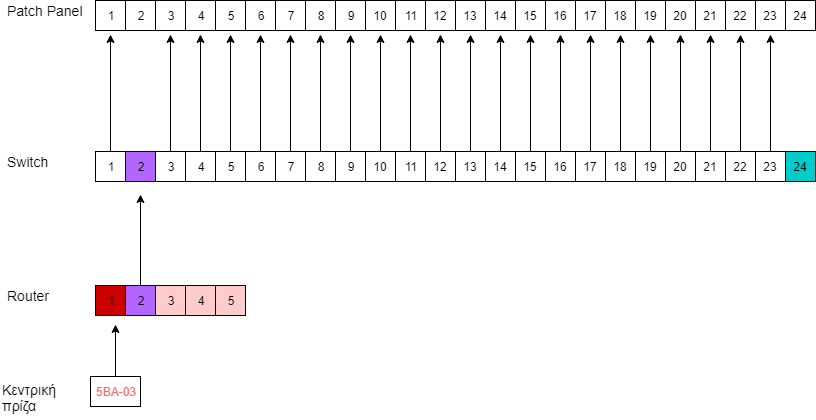 Patch Panel 1 2 3 4 5 6 7 8 9 10 11 12 13 14 15 16 17 18 19 20 21 22 23 24
Switch 1 2 3 4 5 6 7 8 9 10 11 12 13 14 15 16 17 18 19 20 21 22 23 24
Router 1 2 3 4 5
Κεντρική 5BA-03
πρίζα